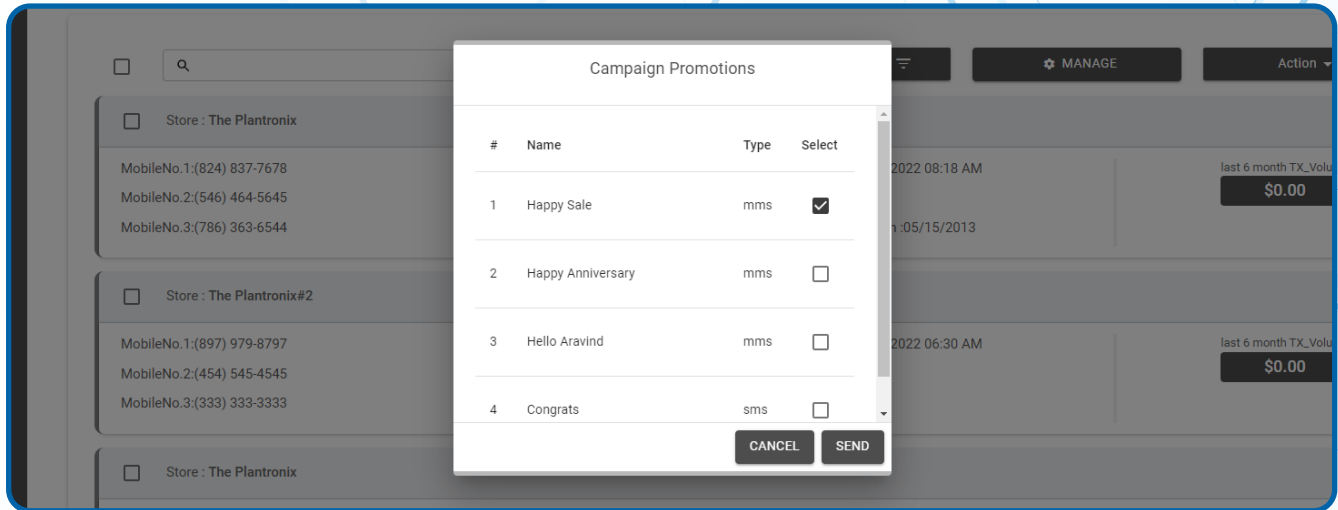 Campaign Promotions
MANAGE
Action
Store : The Plantronix
# Name Type Select
MobileNo.1:(824) 837-7678
2022 08:18 AM
last 6 month TX_Volu
$0.00
MobileNo.2:(546) 464-5645
1 Happy Sale mms
MobileNo.3:(786) 363-6544
:05/15/2013
2 Happy Anniversary mms
Store : The Plantronix#2
MobileNo.1:(897) 979-8797
3 Hello Aravind mms
2022 06:30 AM
last 6 month TX_Volu
$0.00
MobileNo.2:(454) 545-4545
MobileNo.3:(333) 333-3333
4 Congrats sms
CANCEL SEND
Store : The Plantronix